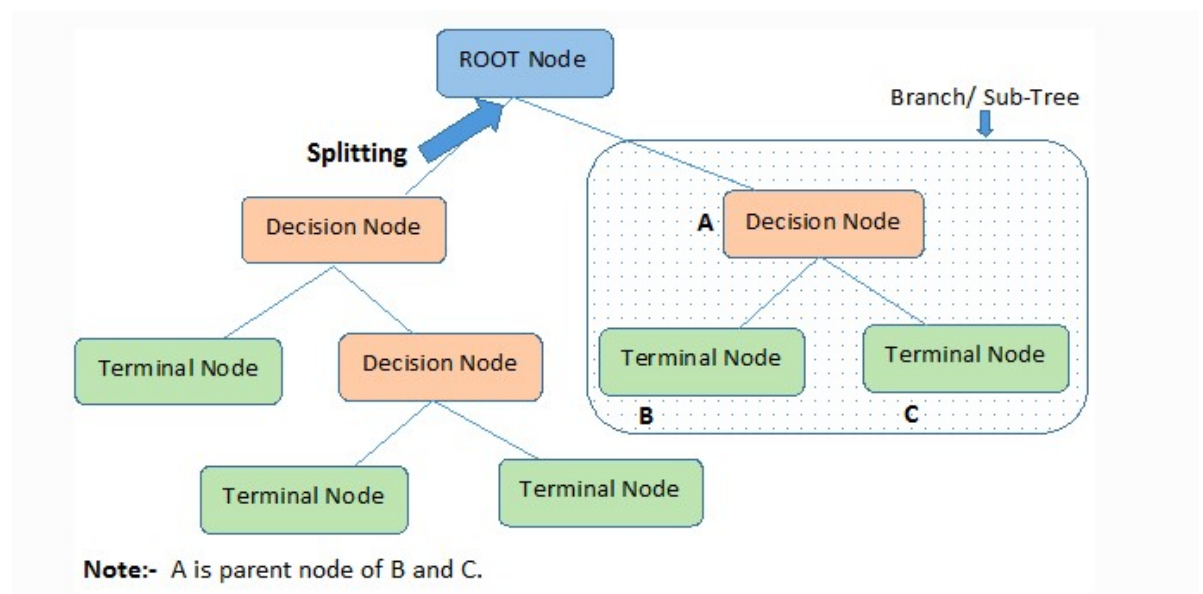 ROOT Node
Branch/ Sub-Tree
Splitting
Decision Node
A
Decision Node
Terminal Node
Decision Node
Terminal Node
Terminal Node
B
C
Terminal Node
Terminal Node
Note:- A is parent node of B and C.